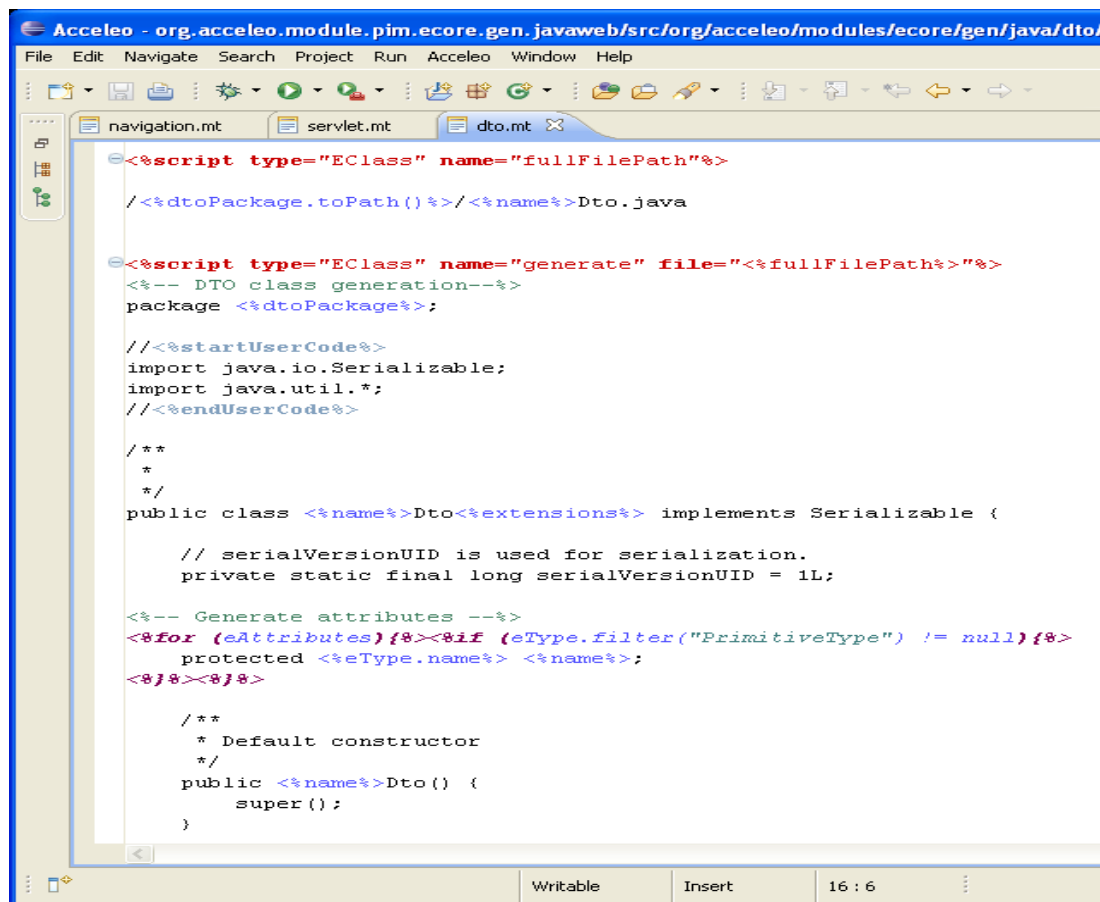 Acceleo - org.acceleo.module.pim.ecore.gen.javaweb/src/org/acceleo/modules/ecore/gen/java/dto/
File Edit Navigate Search Project Run Acceleo Window Help
navigation.mt servlet.mt dto.mt
<%script type="EClass" name="fullFilePath"%>
/<%dtoPackage.toPath()%>/<%name%>Dto.java
<%script type="EClass" name="generate" file="<%fullFilePath%>"%>
<%-- DTO class generation--%>
package <%dtoPackage%>;
//<%startUserCode%>
import java.io.Serializable;
import java.util.*;
//<%endUserCode%>
/**
 *
 */
public class <%name%>Dto<%extensions%> implements Serializable {
    // serialVersionUID is used for serialization.
    private static final long serialVersionUID = 1L;
<%-- Generate attributes --%>
<%for (eAttributes){%><%if (eType.filter("PrimitiveType") != null){%>
    protected <%eType.name%> <%name%>;
<%}%><%}%>
    /**
     * Default constructor
     */
    public <%name%>Dto() {
        super();
    }
Writable Insert 16 : 6